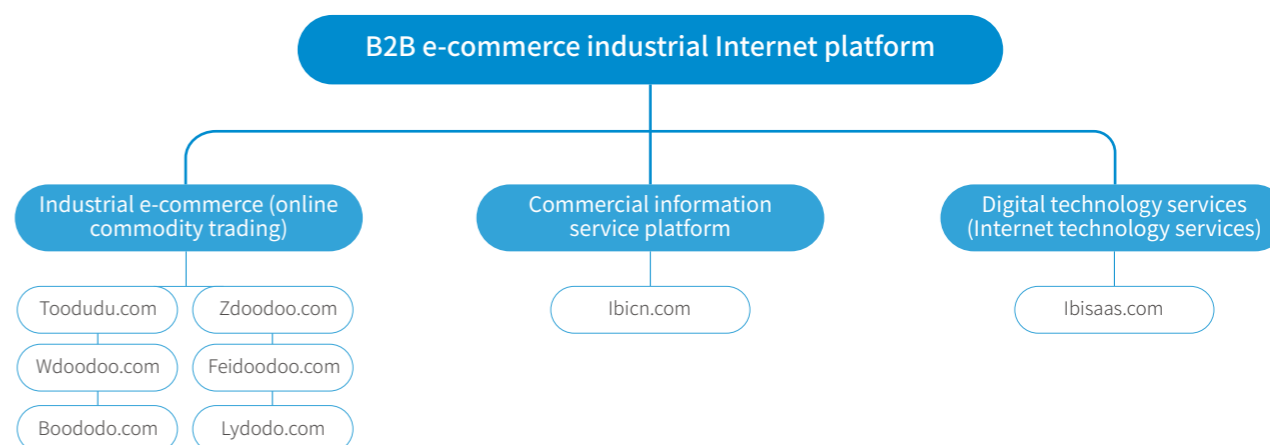 B2B e-commerce industrial Internet platform
Industrial e-commerce (online
commodity trading)
Commercial information
service platform
Digital technology services
(Internet technology services)
Toodudu.com
Zdoodoo.com
Ibicn.com
Ibisaas.com
Wdoodoo.com
Feidoodoo.com
Boododo.com
Lydodo.com